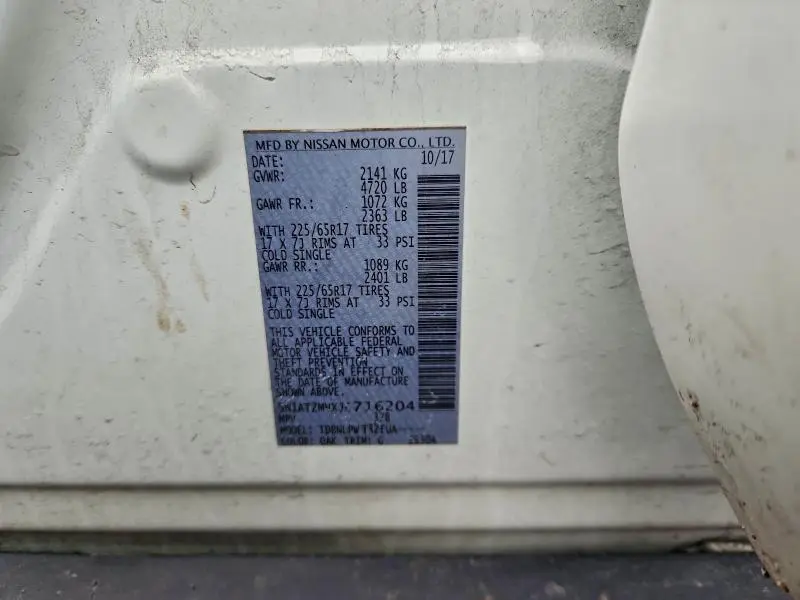 MFD BY NISSAN MOTOR CO., LTD.
DATE: 10/17
GVWR: 2141 KG
4720 LB
GAWR FR.: 1072 KG
2363 LB
WITH 225/65R17 TIRES
17 X 7J RIMS AT 33 PSI
COLD SINGLE
GAWR RR.: 1089 KG
2401 LB
WITH 225/65R17 TIRES
17 X 7J RIMS AT 33 PSI
COLD SINGLE
THIS VEHICLE CONFORMS TO
ALL APPLICABLE FEDERAL
MOTOR VEHICLE SAFETY AND
THEFT PREVENTION
STANDARDS IN EFFECT ON
THE DATE OF MANUFACTURE
SHOWN ABOVE.
MPV
COLOR: QAK TRIM: G